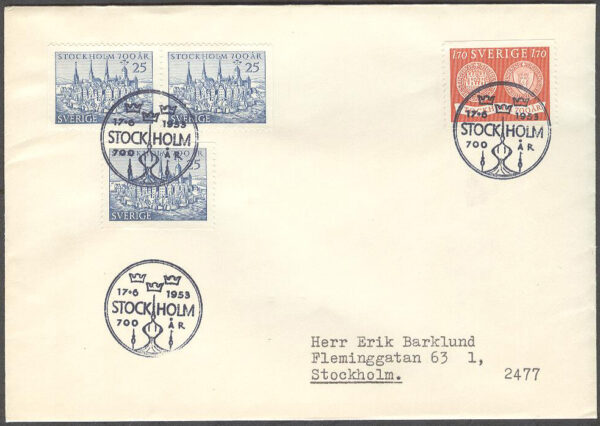 STOCKHOLM 700 ÅR
25
SVERIGE
STOCKHOLM 700 ÅR
25
SVERIGE
1.70 SVERIGE 1.70
17-6 1953
STOCKHOLM
700 ÅR
17-6 1953
STOCKHOLM
700 ÅR
25
SVERIGE
17-6 1953
STOCKHOLM
700 ÅR
Herr Erik Barklund
Fleminggatan 63 1,
Stockholm. 2477